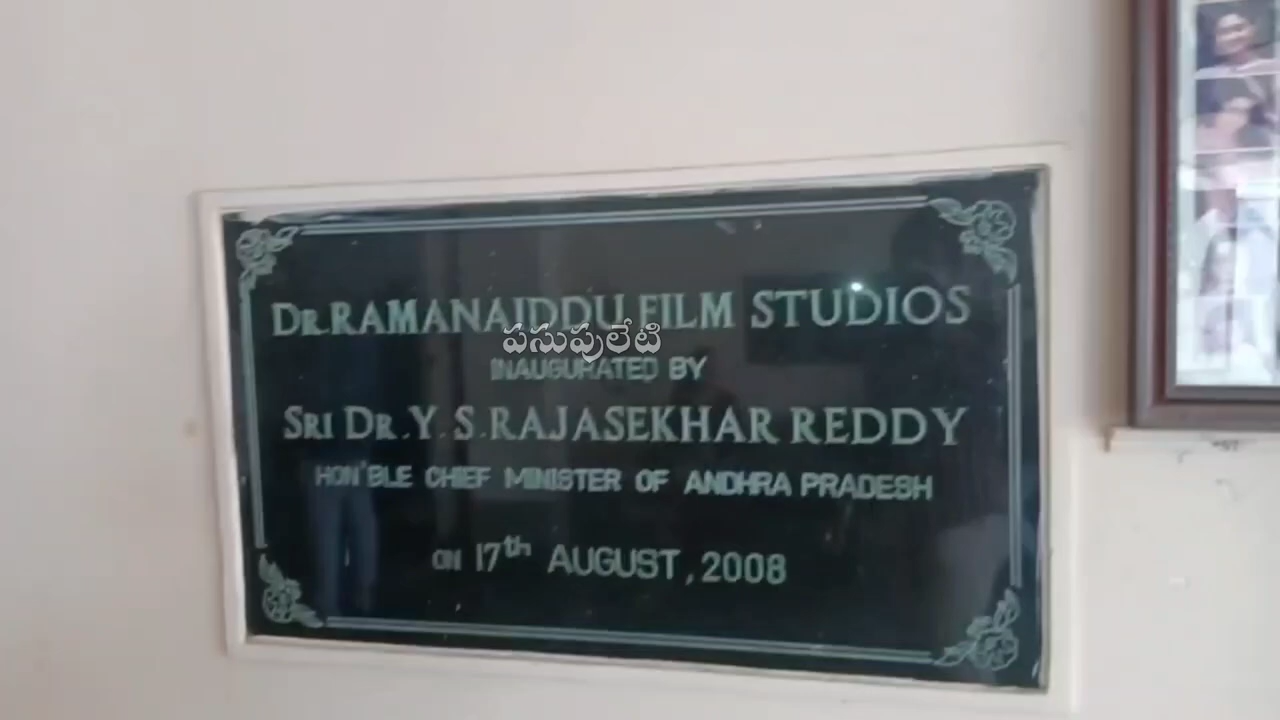 DR.RAMANAIDDU FILM STUDIOS
పసుపులేటి
INAUGURATED BY
SRI DR.Y.S.RAJASEKHAR REDDY
HON'BLE CHIEF MINISTER OF ANDHRA PRADESH
ON 17th AUGUST, 2008